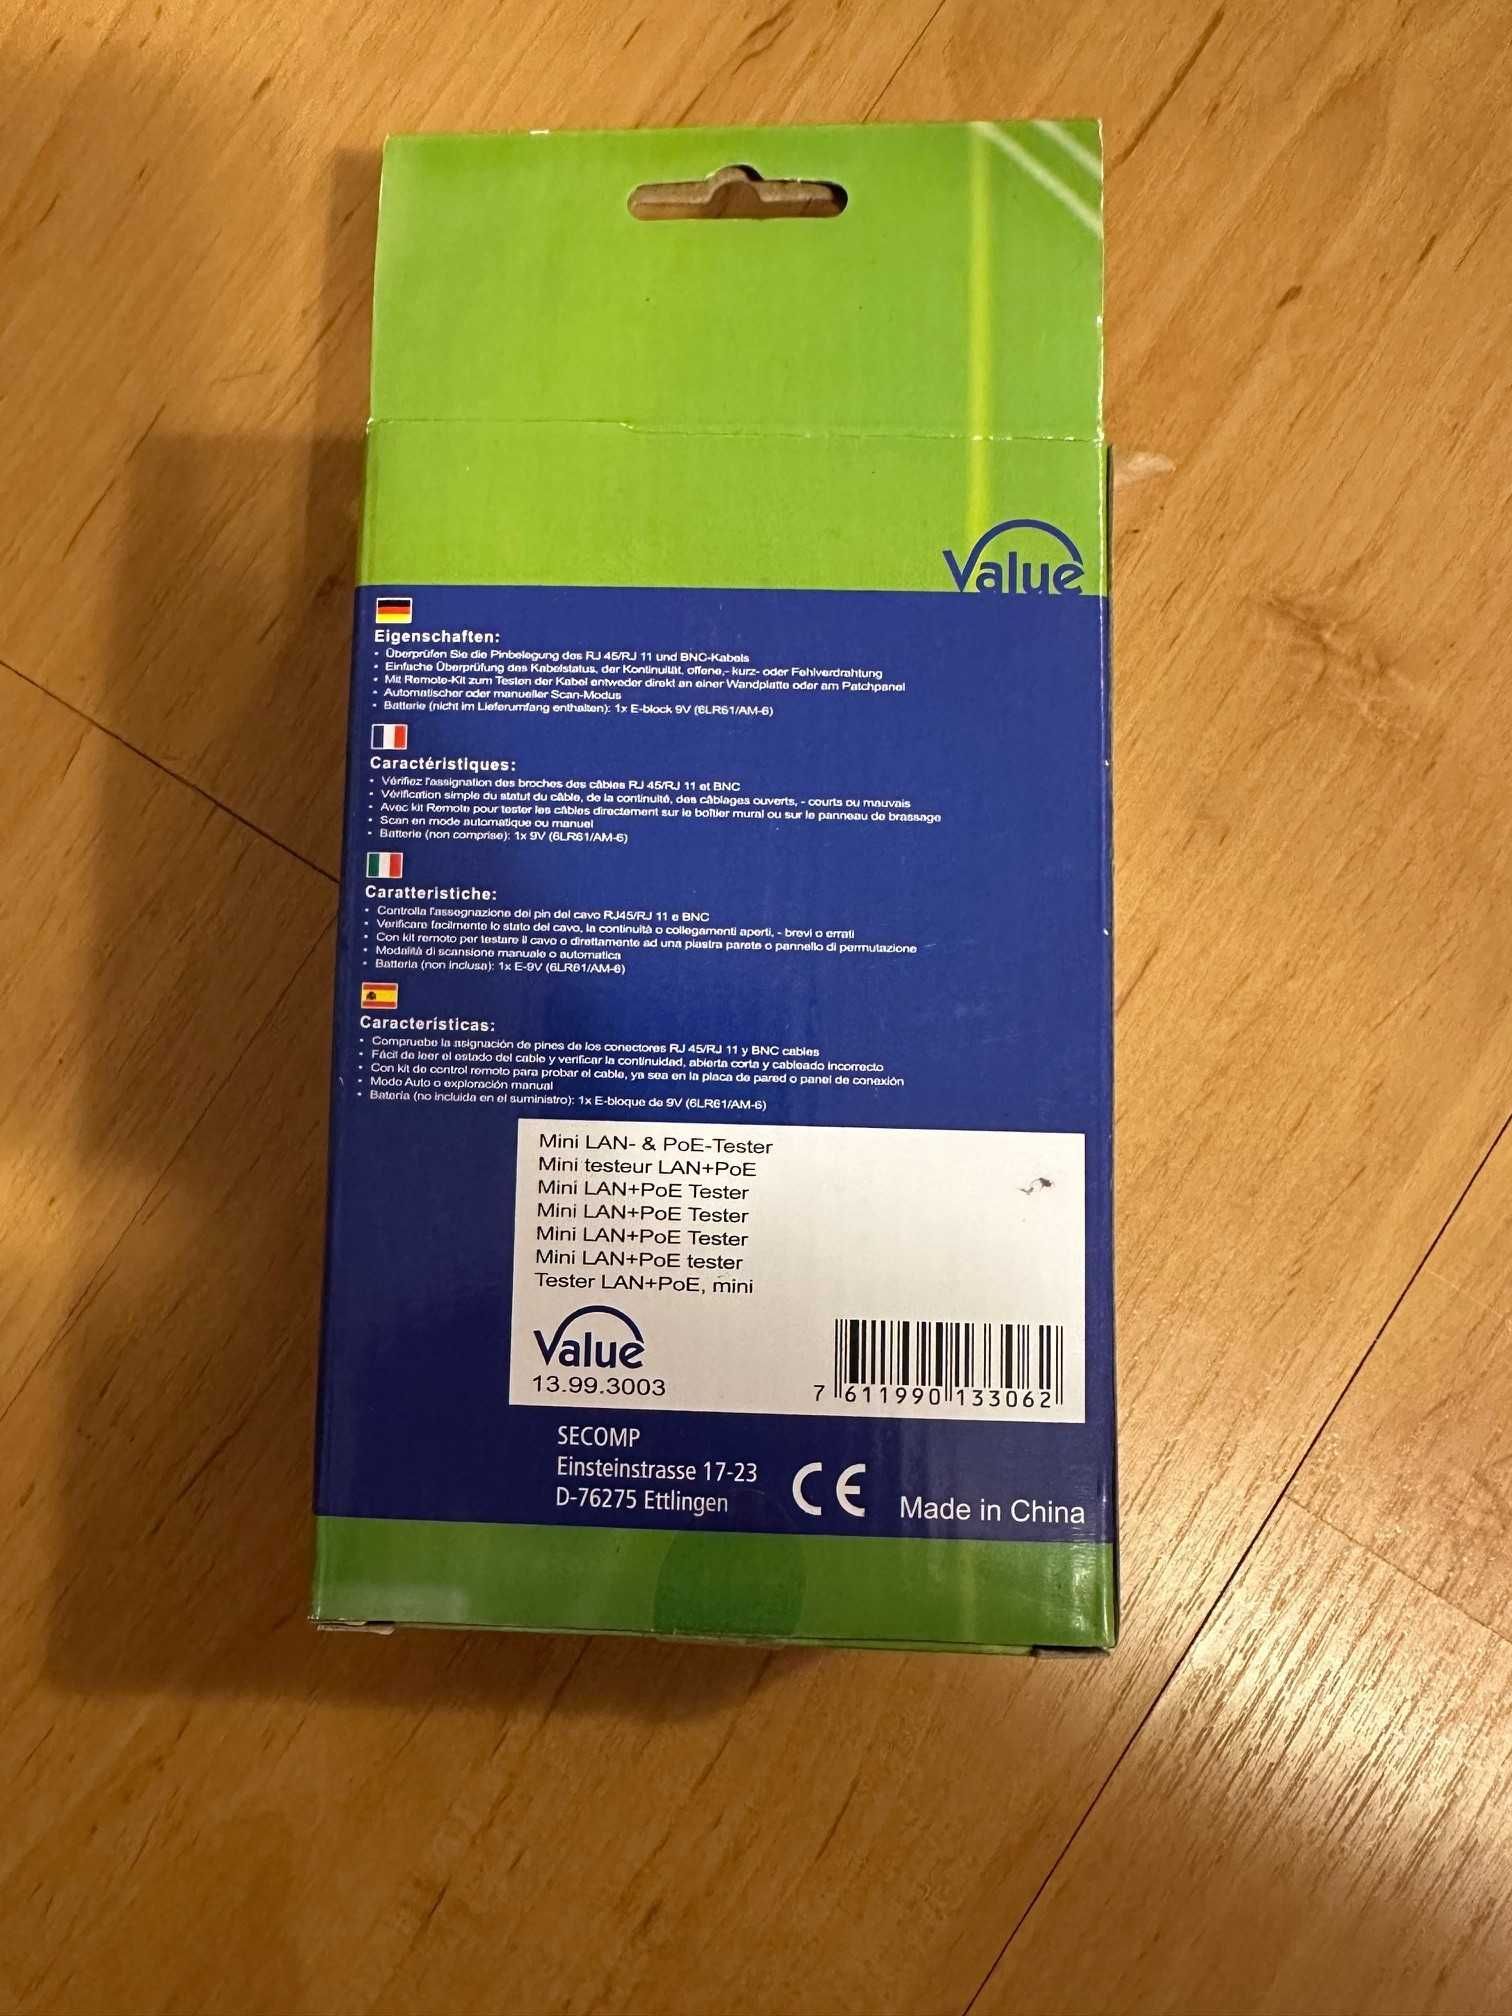 Value
Eigenschaften:
• Überprüfen Sie die Pinbelegung des RJ 45/RJ 11 und BNC-Kabels
• Einfache Überprüfung des Kabelstatus, der Kontinuität, offene,- kurz- oder Fehlverdrahtung
• Mit Remote-Kit zum Testen der Kabel entweder direkt an einer Wandplatte oder am Patchpanel
• Automatischer oder manueller Scan-Modus
• Batterie (nicht im Lieferumfang enthalten): 1x E-block 9V (6LR61/AM-6)
Caractéristiques:
• Vérifiez l'assignation des broches des câbles RJ 45/RJ 11 et BNC
• Vérification simple du statut du câble, de la continuité, des câblages ouverts, - courts ou mauvais
• Avec kit Remote pour tester les câbles directement sur le boîtier mural ou sur le panneau de brassage
• Scan en mode automatique ou manuel
• Batterie (non comprise): 1x 9V (6LR61/AM-6)
Caratteristiche:
• Controlla l'assegnazione dei pin del cavo RJ45/RJ 11 e BNC
• Verificare facilmente lo stato del cavo, la continuità o collegamenti aperti, - brevi o errati
• Con kit remoto per testare il cavo o direttamente ad una piastra parete o pannello di permutazione
• Modalità di scansione manuale o automatica
• Batteria (non inclusa): 1x E-9V (6LR61/AM-6)
Características:
• Compruebe la asignación de pines de los conectores RJ 45/RJ 11 y BNC cables
• Fácil de leer el estado del cable y verificar la continuidad, abierta corta y cableado incorrecto
• Con kit de control remoto para probar el cable, ya sea en la placa de pared o panel de conexión
• Modo Auto o exploración manual
• Batería (no incluida en el suministro): 1x E-bloque de 9V (6LR61/AM-6)
Mini LAN- & PoE-Tester
Mini testeur LAN+PoE
Mini LAN+PoE Tester
Mini LAN+PoE Tester
Mini LAN+PoE Tester
Mini LAN+PoE tester
Tester LAN+PoE, mini
Value
13.99.3003
7 611990 133062
SECOMP
Einsteinstrasse 17-23
D-76275 Ettlingen
CE
Made in China